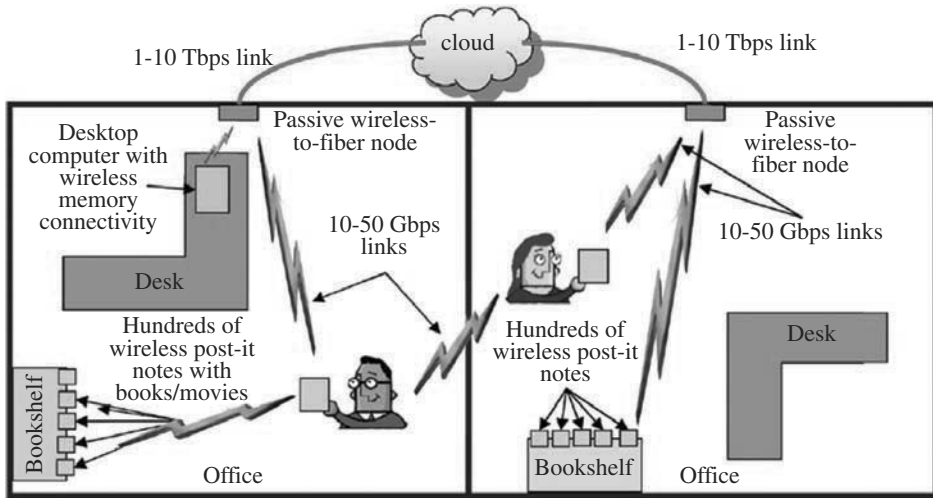 1-10 Tbps link
cloud
1-10 Tbps link
Desktop
computer with
wireless
memory
connectivity
Passive wireless-
to-fiber node
Passive
wireless-to-
fiber node
10-50 Gbps
links
10-50 Gbps links
Desk
Hundreds of
wireless post-it
notes with
books/movies
Hundreds of
wireless post-it
notes
Desk
Bookshelf
Office
Bookshelf
Office